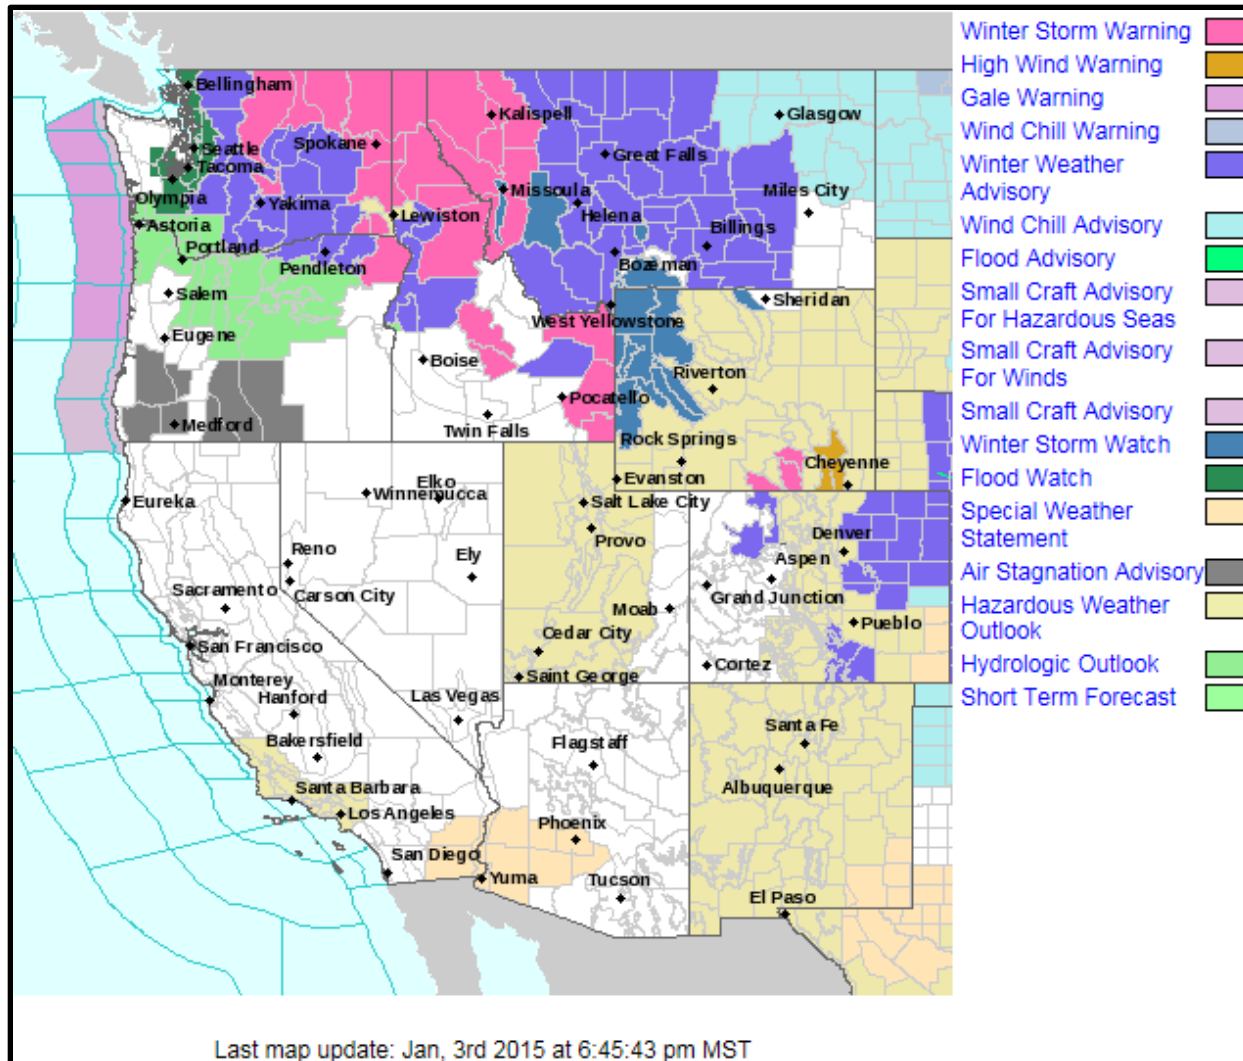 Bellingham
Seattle
Tacoma
Olympia
Yakima
Spokane
Lewiston
Kalispell
Missoula
Great Falls
Helena
Glasgow
Miles City
Billings
Bozeman
Astoria
Portland
Pendleton
Salem
Eugene
Medford
Boise
Twin Falls
Pocatello
West Yellowstone
Sheridan
Riverton
Rock Springs
Evanston
Cheyenne
Eureka
Winnemucca
Elko
Reno
Ely
Carson City
Sacramento
San Francisco
Monterey
Hanford
Las Vegas
Bakersfield
Santa Barbara
Los Angeles
San Diego
Salt Lake City
Provo
Moab
Cedar City
Saint George
Denver
Aspen
Grand Junction
Pueblo
Cortez
Flagstaff
Phoenix
Yuma
Tucson
Santa Fe
Albuquerque
El Paso
Winter Storm Warning
High Wind Warning
Gale Warning
Wind Chill Warning
Winter Weather
Advisory
Wind Chill Advisory
Flood Advisory
Small Craft Advisory
For Hazardous Seas
Small Craft Advisory
For Winds
Small Craft Advisory
Winter Storm Watch
Flood Watch
Special Weather
Statement
Air Stagnation Advisory
Hazardous Weather
Outlook
Hydrologic Outlook
Short Term Forecast
Last map update: Jan, 3rd 2015 at 6:45:43 pm MST